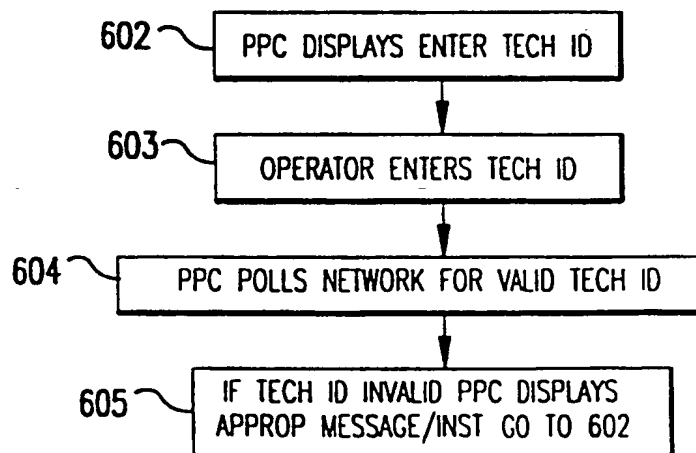 602
PPC DISPLAYS ENTER TECH ID
603
OPERATOR ENTERS TECH ID
604
PPC POLLS NETWORK FOR VALID TECH ID
605
IF TECH ID INVALID PPC DISPLAYS
APPROP MESSAGE/INST GO TO 602